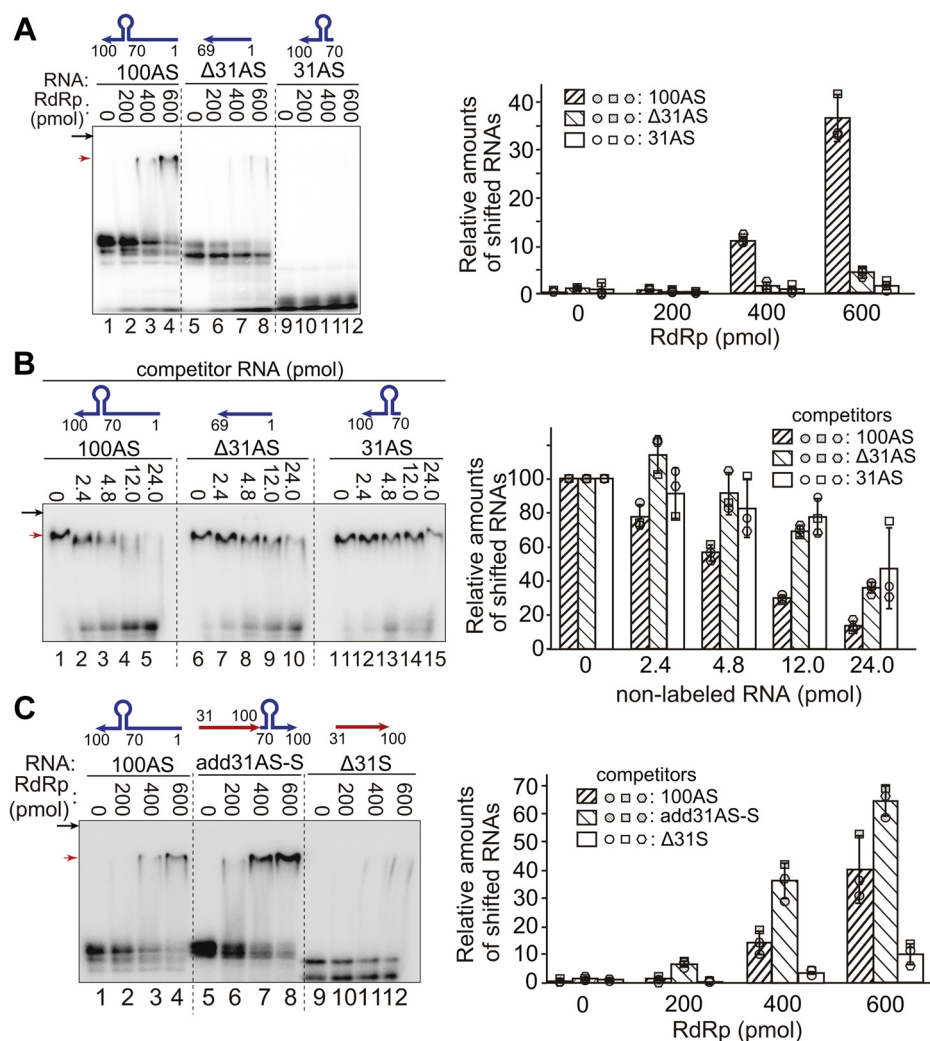 A
100 70 1
69 1
100 70
RNA: 100AS Δ31AS 31AS
RdRp (pmol): 0 200 400 600 0 200 400 600 0 200 400 600
1 2 3 4 5 6 7 8 9 10 11 12
Relative amounts
of shifted RNAs
40
30
20
10
0
: 100AS
: Δ31AS
: 31AS
0 200 400 600
RdRp (pmol)
B
competitor RNA (pmol)
100 70 1
69 1
100 70
100AS Δ31AS 31AS
0 2.4 4.8 12.0 24.0 0 2.4 4.8 12.0 24.0 0 2.4 4.8 12.0 24.0
1 2 3 4 5 6 7 8 9 10 11 12 13 14 15
Relative amounts
of shifted RNAs
100
80
60
40
20
0
competitors
: 100AS
: Δ31AS
: 31AS
0 2.4 4.8 12.0 24.0
non-labeled RNA (pmol)
C
100 70 1
31 100 70 100
31 100
RNA: 100AS add31AS-S Δ31S
RdRp (pmol): 0 200 400 600 0 200 400 600 0 200 400 600
1 2 3 4 5 6 7 8 9 10 11 12
Relative amounts
of shifted RNAs
70
60
50
40
30
20
10
0
competitors
: 100AS
: add31AS-S
: Δ31S
0 200 400 600
RdRp (pmol)